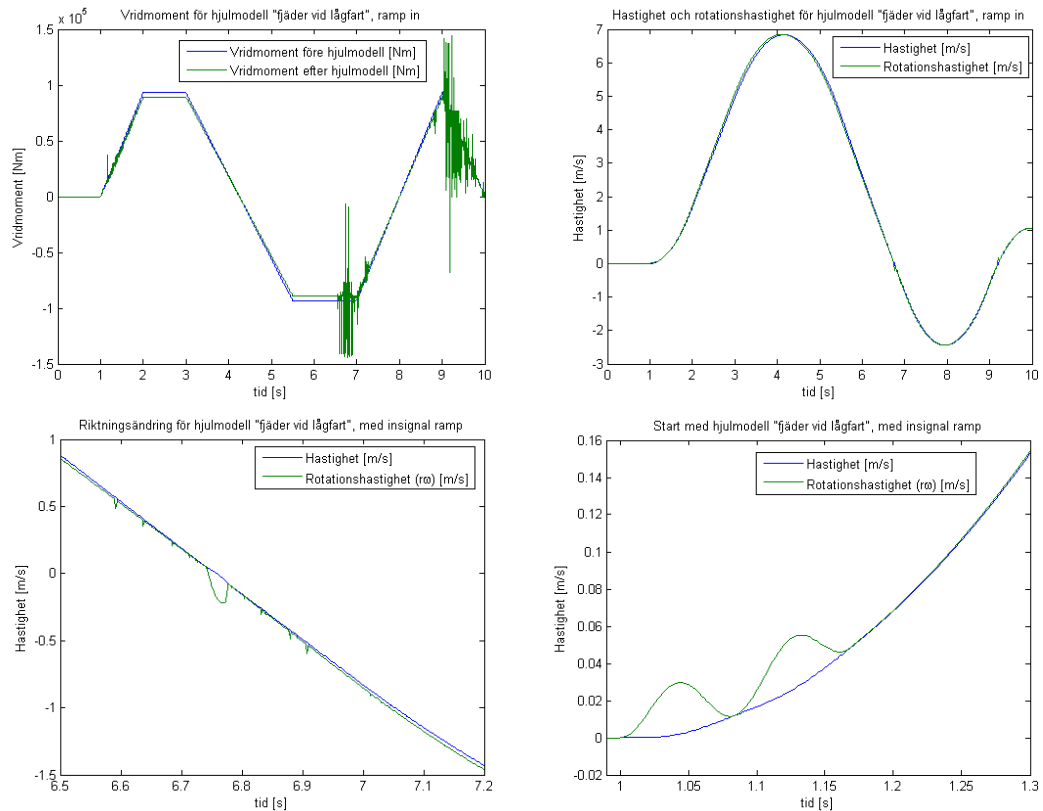 Vridmoment för hjulmodell "fjäder vid lågfart", ramp in
x 10^5
Vridmoment före hjulmodell [Nm]
Vridmoment efter hjulmodell [Nm]
1.5
1
0.5
0
-0.5
-1
-1.5
Vridmoment [Nm]
0 1 2 3 4 5 6 7 8 9 10
tid [s]
Hastighet och rotationshastighet för hjulmodell "fjäder vid lågfart", ramp in
Hastighet [m/s]
Rotationshastighet [m/s]
7
6
5
4
3
2
1
0
-1
-2
-3
Hastighet [m/s]
0 1 2 3 4 5 6 7 8 9 10
tid [s]
Riktningsändring för hjulmodell "fjäder vid lågfart", med insignal ramp
Hastighet [m/s]
Rotationshastighet (rω) [m/s]
1
0.5
0
-0.5
-1
-1.5
Hastighet [m/s]
6.5 6.6 6.7 6.8 6.9 7 7.1 7.2
tid [s]
Start med hjulmodell "fjäder vid lågfart", med insignal ramp
Hastighet [m/s]
Rotationshastighet (rω) [m/s]
0.16
0.14
0.12
0.1
0.08
0.06
0.04
0.02
0
-0.02
Hastighet [m/s]
1 1.05 1.1 1.15 1.2 1.25 1.3
tid [s]